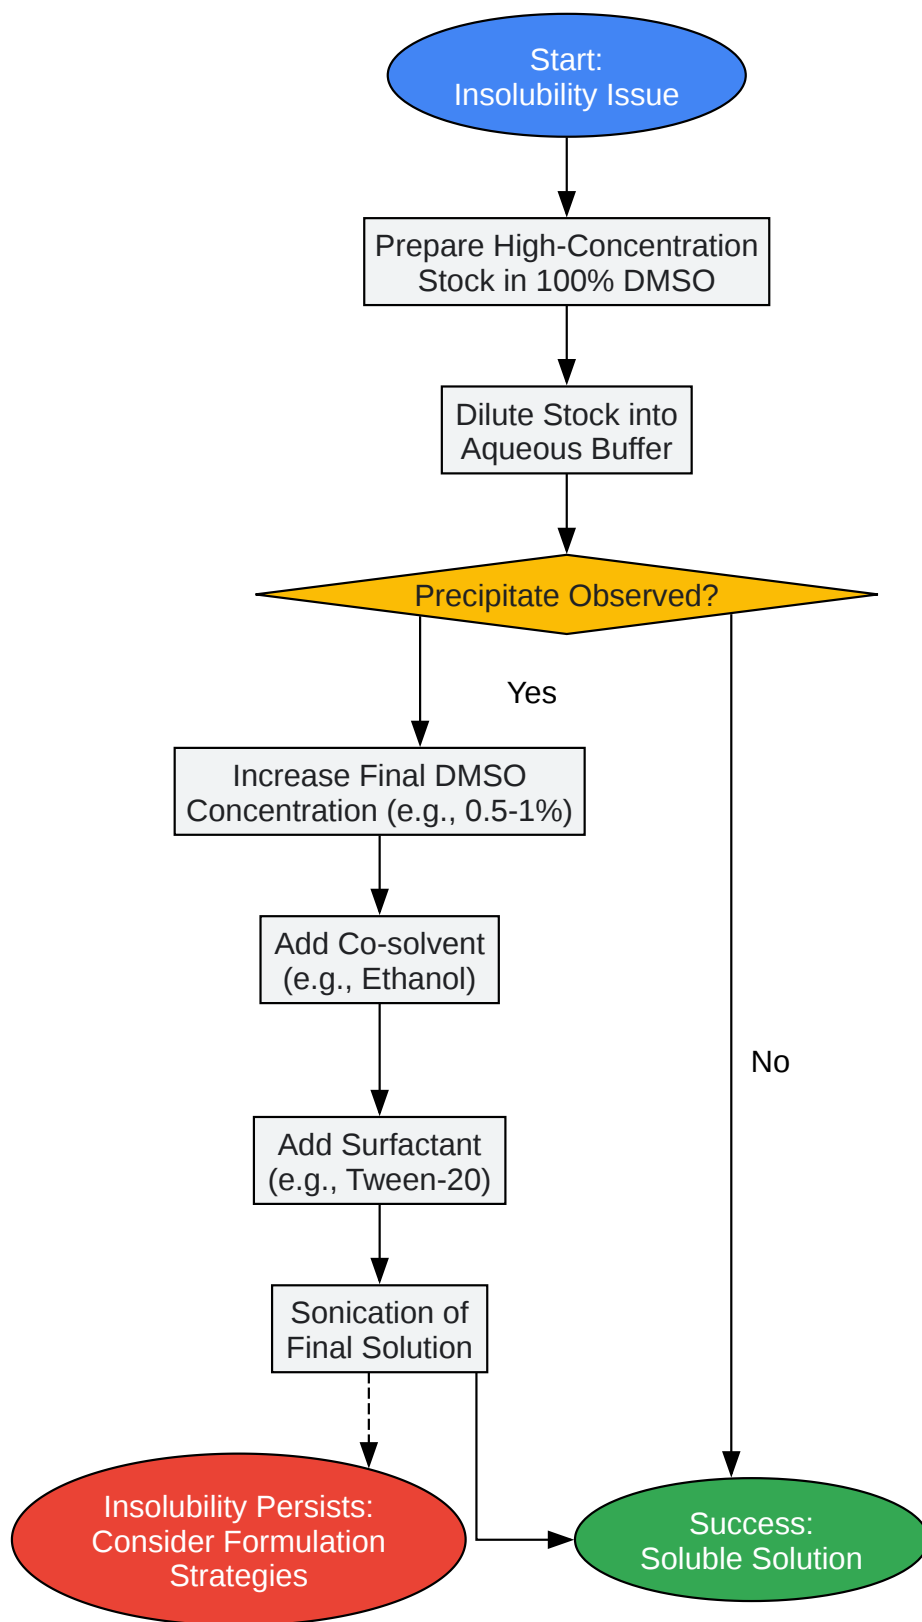 Start:
Insolubility Issue
Prepare High-Concentration
Stock in 100% DMSO
Dilute Stock into
Aqueous Buffer
Precipitate Observed?
Yes
Increase Final DMSO
Concentration (e.g., 0.5-1%)
Add Co-solvent
(e.g., Ethanol)
No
Add Surfactant
(e.g., Tween-20)
Sonication of
Final Solution
Insolubility Persists:
Consider Formulation
Strategies
Success:
Soluble Solution